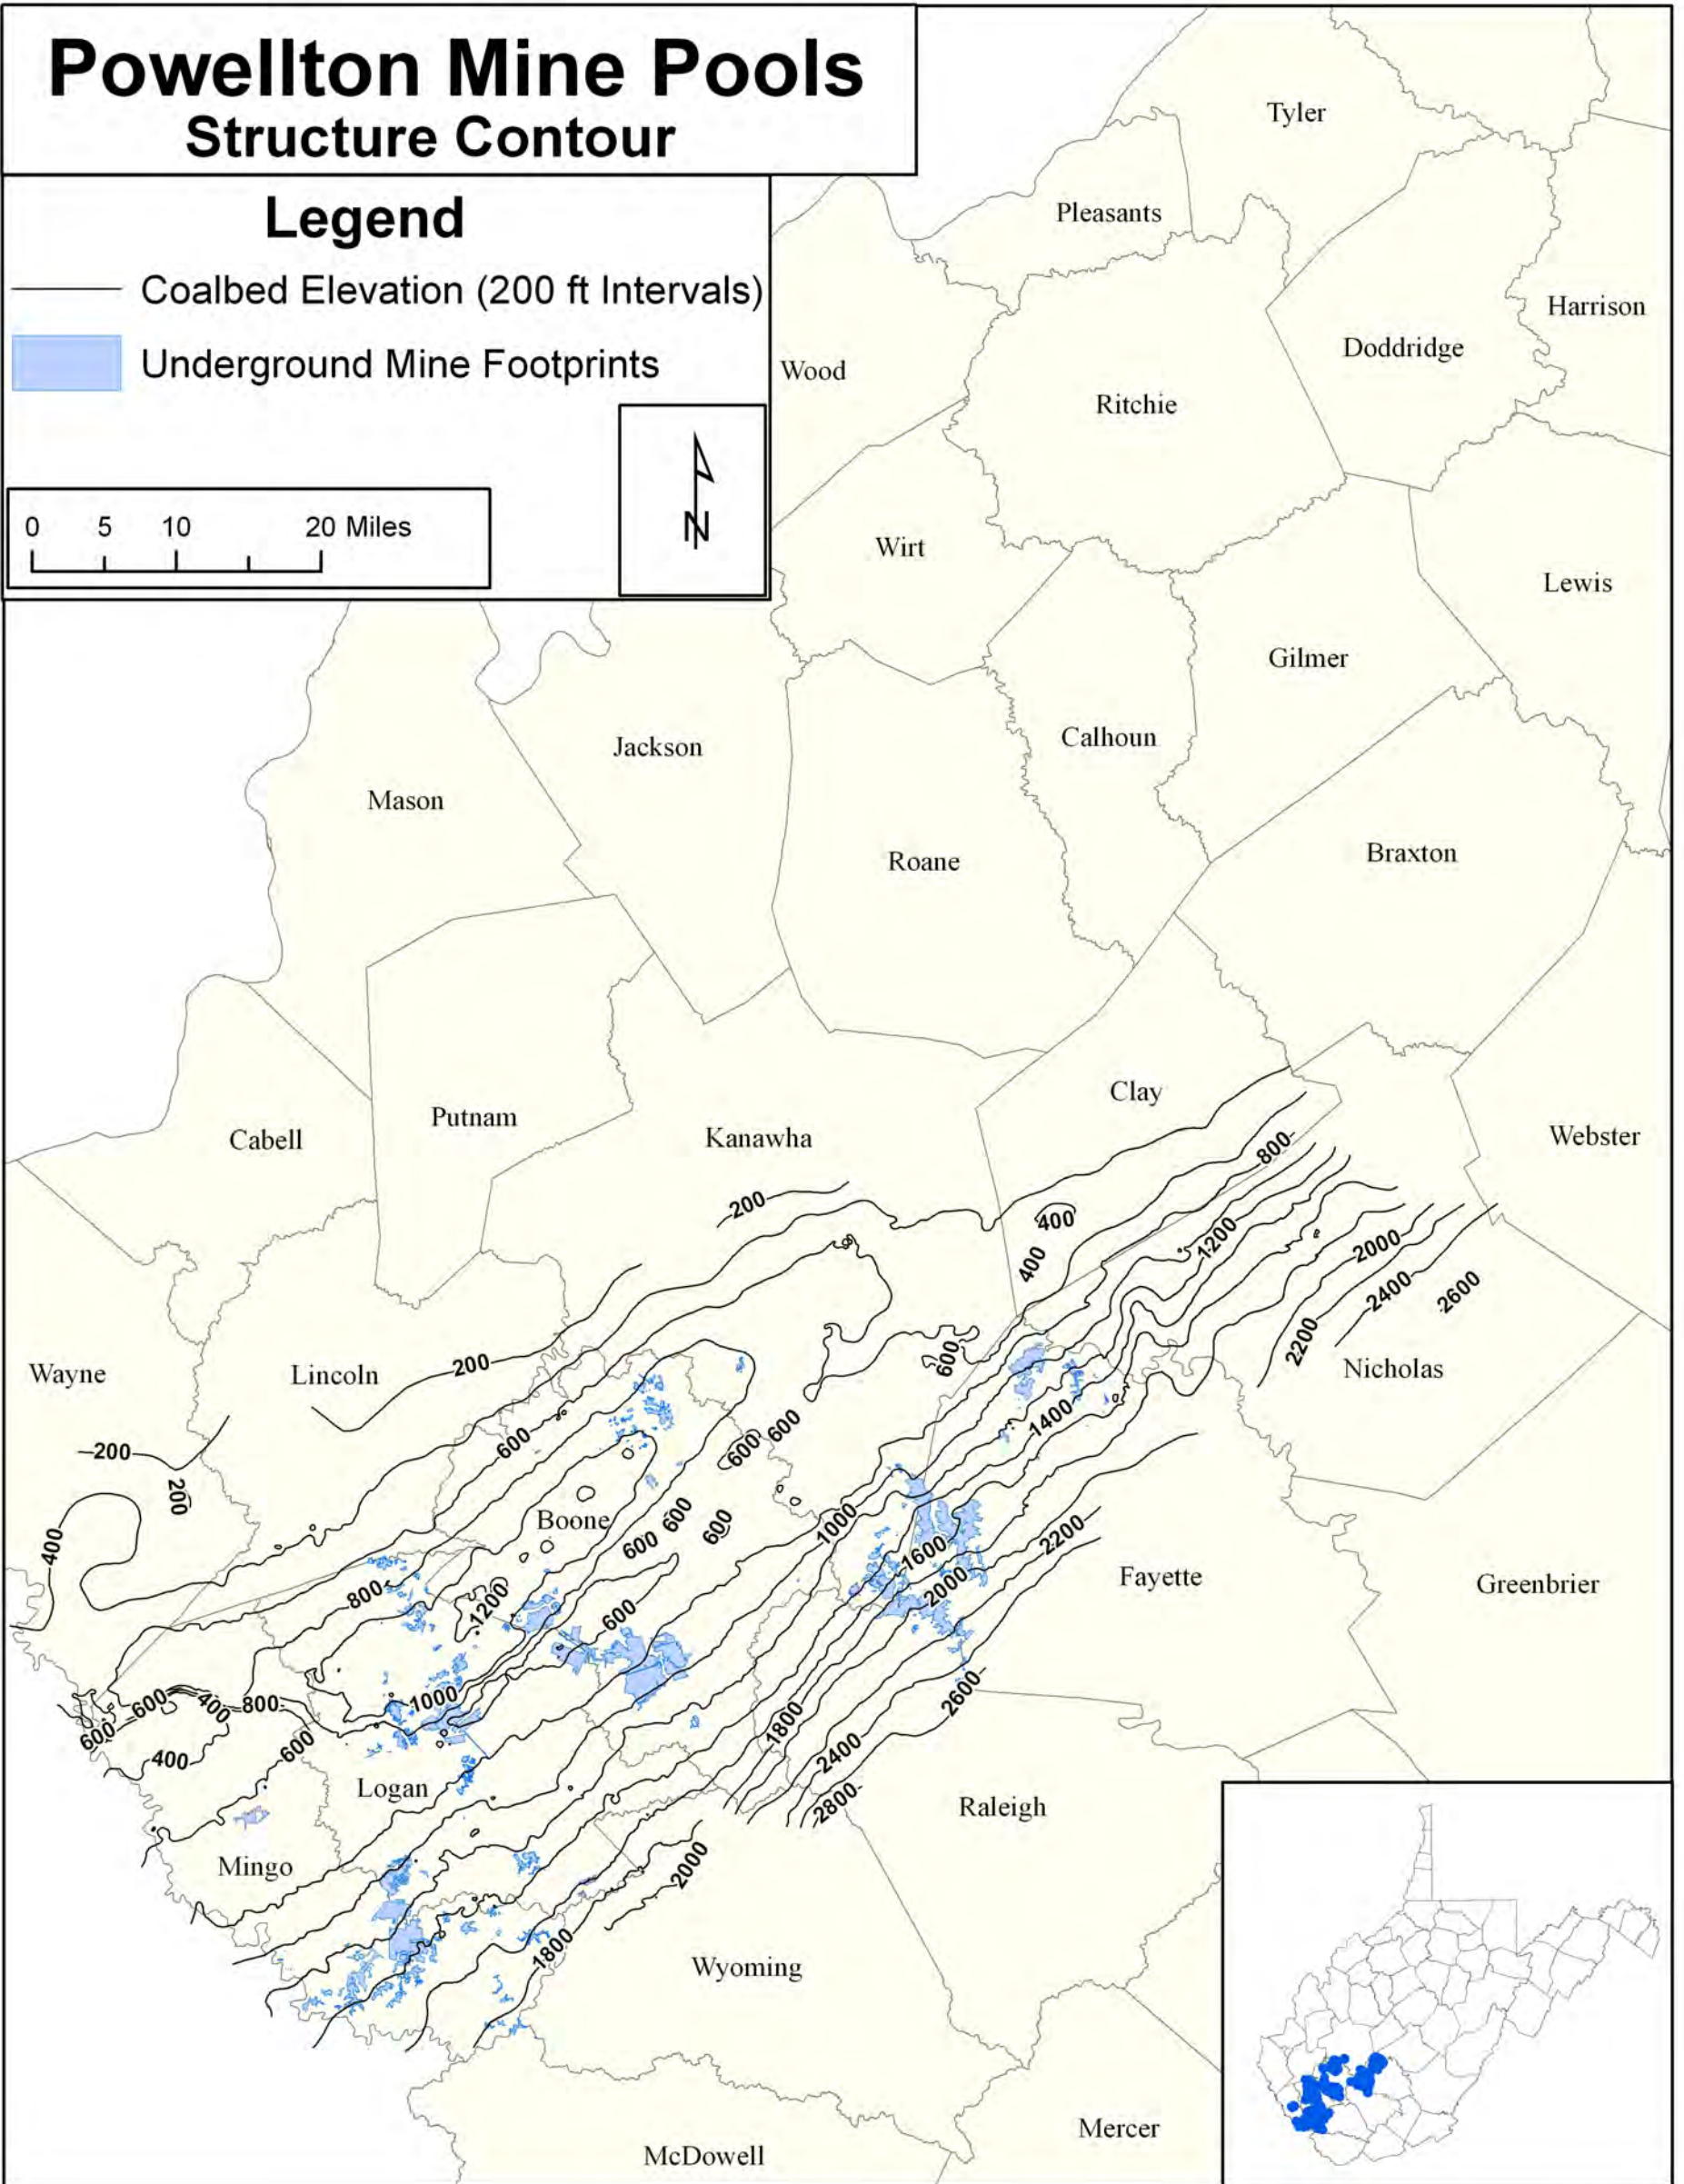 Powellton Mine Pools
Structure Contour
Legend
Coalbed Elevation (200 ft Intervals)
Underground Mine Footprints
0 5 10 20 Miles
N
Tyler
Pleasants
Harrison
Doddridge
Wood
Ritchie
Wirt
Lewis
Gilmer
Calhoun
Jackson
Mason
Braxton
Roane
Clay
Putnam
Kanawha
Cabell
Webster
800
200
400
1200
400
2000
2400
2600
2200
600
Wayne
Lincoln
200
Nicholas
1400
600
600
600
200
200
400
Boone
600
600
600
1000
2200
1600
2000
Fayette
Greenbrier
800
1200
600
1000
600
400
800
600
400
600
2600
1800
2400
2800
Logan
Raleigh
Mingo
2000
1800
Wyoming
Mercer
McDowell